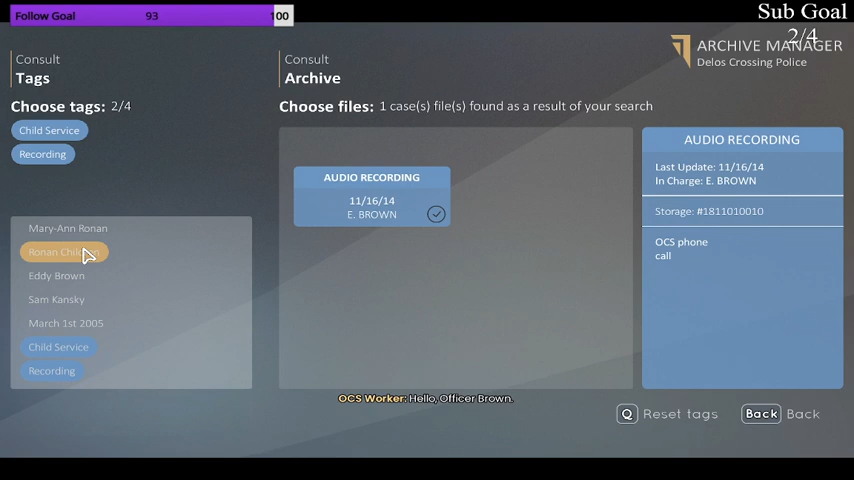 Follow Goal 93 100
Sub Goal
2/4
ARCHIVE MANAGER
Delos Crossing Police
Consult
Tags
Choose tags: 2/4
Child Service
Recording
Mary-Ann Ronan
Ronan Children
Eddy Brown
Sam Kansky
March 1st 2005
Child Service
Recording
Consult
Archive
Choose files: 1 case(s) file(s) found as a result of your search
AUDIO RECORDING
11/16/14
E. BROWN
AUDIO RECORDING
Last Update: 11/16/14
In Charge: E. BROWN
Storage: #1811010010
OCS phone
call
OCS Worker: Hello, Officer Brown.
Q Reset tags
Back Back